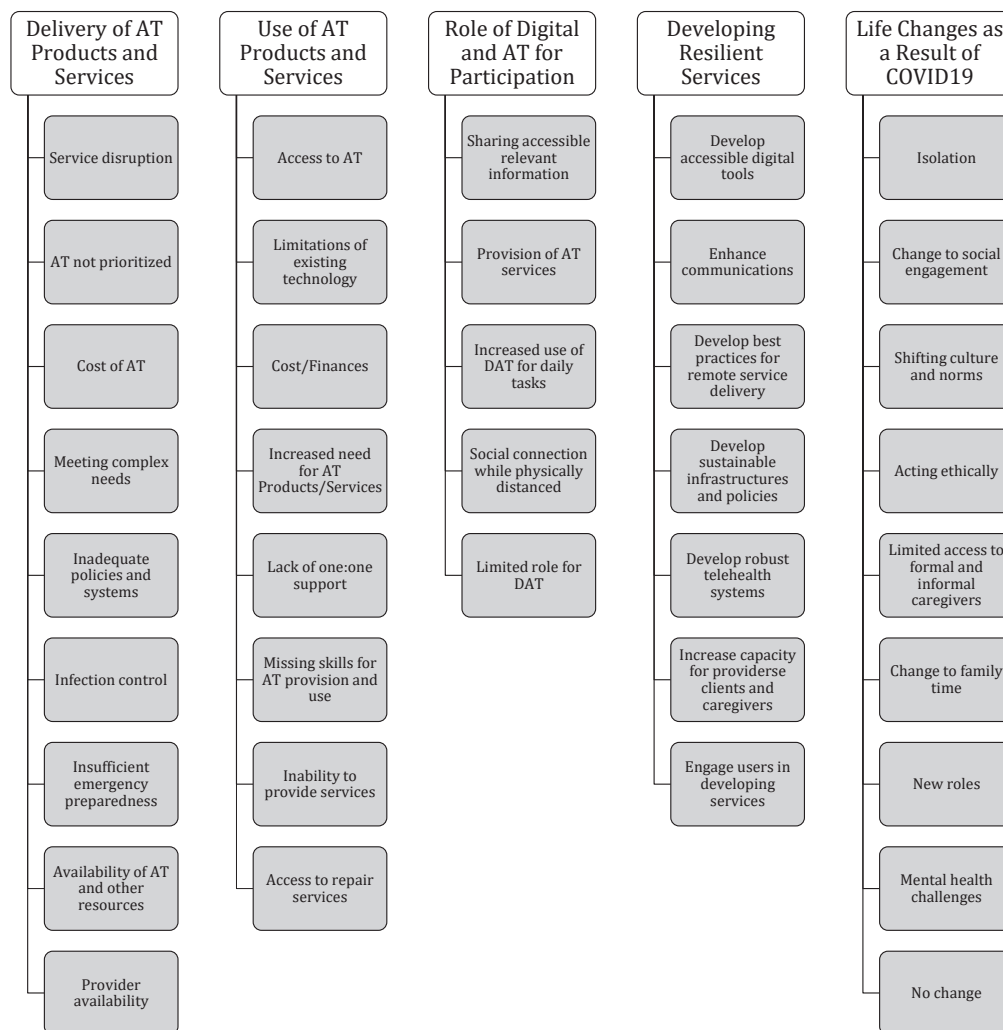 Delivery of AT
Products and
Services
Service disruption
AT not prioritized
Cost of AT
Meeting complex
needs
Inadequate
policies and
systems
Infection control
Insufficient
emergency
preparedness
Availability of AT
and other
resources
Provider
availability
Use of AT
Products and
Services
Access to AT
Limitations of
existing
technology
Cost/Finances
Increased need
for AT
Products/Services
Lack of one:one
support
Missing skills for
AT provision and
use
Inability to
provide services
Access to repair
services
Role of Digital
and AT for
Participation
Sharing accessible
relevant
information
Provision of AT
services
Increased use of
DAT for daily
tasks
Social connection
while physically
distanced
Limited role for
DAT
Developing
Resilient
Services
Develop
accessible digital
tools
Enhance
communications
Develop best
practices for
remote service
delivery
Develop
sustainable
infrastructures
and policies
Develop robust
telehealth
systems
Increase capacity
for providerse
clients and
caregivers
Engage users in
developing
services
Life Changes as
a Result of
COVID19
Isolation
Change to social
engagement
Shifting culture
and norms
Acting ethically
Limited access to
formal and
informal
caregivers
Change to family
time
New roles
Mental health
challenges
No change